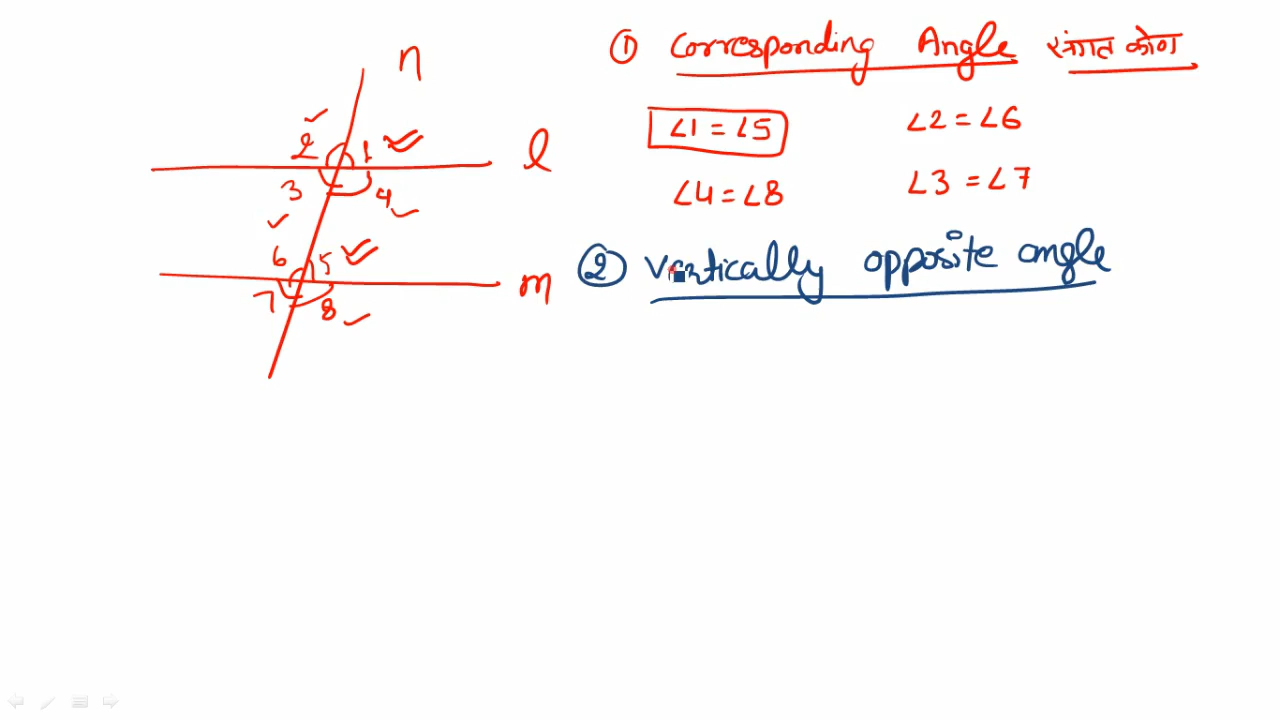 n
① Corresponding Angle संगत कोण
l
2 1
3 4
∠1 = ∠5 ∠2 = ∠6
∠4 = ∠8 ∠3 = ∠7
② Vertically opposite angle
6 5
7 8
m